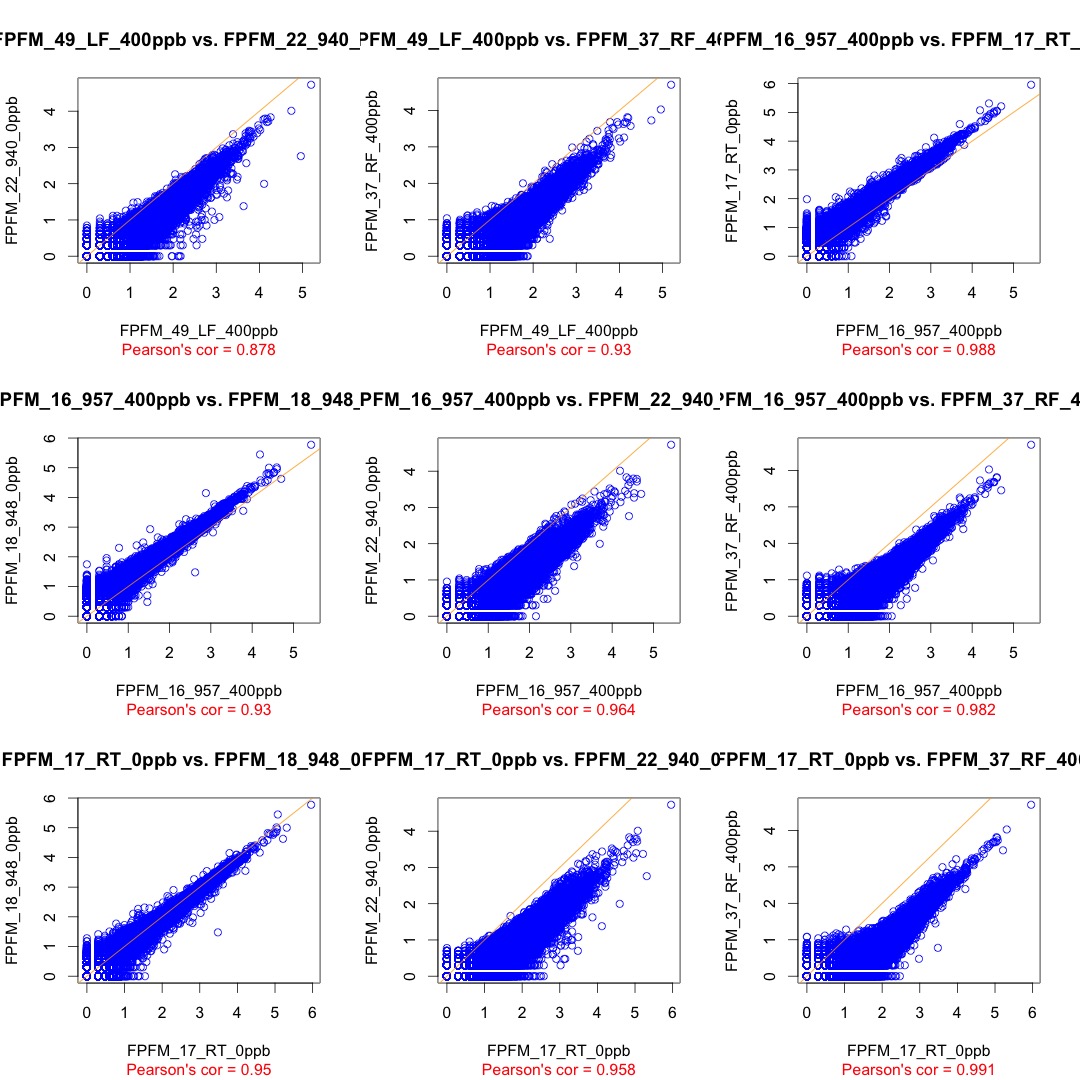 FPFM_49_LF_400ppb vs. FPFM_22_940_
PFM_49_LF_400ppb vs. FPFM_37_RF_4
PFM_16_957_400ppb vs. FPFM_17_RT_
FPFM_22_940_0ppb
4
3
2
1
0
0 1 2 3 4 5
FPFM_49_LF_400ppb
Pearson's cor = 0.878
FPFM_37_RF_400ppb
4
3
2
1
0
0 1 2 3 4 5
FPFM_49_LF_400ppb
Pearson's cor = 0.93
FPFM_17_RT_0ppb
6
5
4
3
2
1
0
0 1 2 3 4 5
FPFM_16_957_400ppb
Pearson's cor = 0.988
PFM_16_957_400ppb vs. FPFM_18_948_
PFM_16_957_400ppb vs. FPFM_22_940_
PFM_16_957_400ppb vs. FPFM_37_RF_4
FPFM_18_948_0ppb
6
5
4
3
2
1
0
0 1 2 3 4 5
FPFM_16_957_400ppb
Pearson's cor = 0.93
FPFM_22_940_0ppb
4
3
2
1
0
0 1 2 3 4 5
FPFM_16_957_400ppb
Pearson's cor = 0.964
FPFM_37_RF_400ppb
4
3
2
1
0
0 1 2 3 4 5
FPFM_16_957_400ppb
Pearson's cor = 0.982
FPFM_17_RT_0ppb vs. FPFM_18_948_0
FPFM_17_RT_0ppb vs. FPFM_22_940_0
FPFM_17_RT_0ppb vs. FPFM_37_RF_400
FPFM_18_948_0ppb
6
5
4
3
2
1
0
0 1 2 3 4 5 6
FPFM_17_RT_0ppb
Pearson's cor = 0.95
FPFM_22_940_0ppb
4
3
2
1
0
0 1 2 3 4 5 6
FPFM_17_RT_0ppb
Pearson's cor = 0.958
FPFM_37_RF_400ppb
4
3
2
1
0
0 1 2 3 4 5 6
FPFM_17_RT_0ppb
Pearson's cor = 0.991